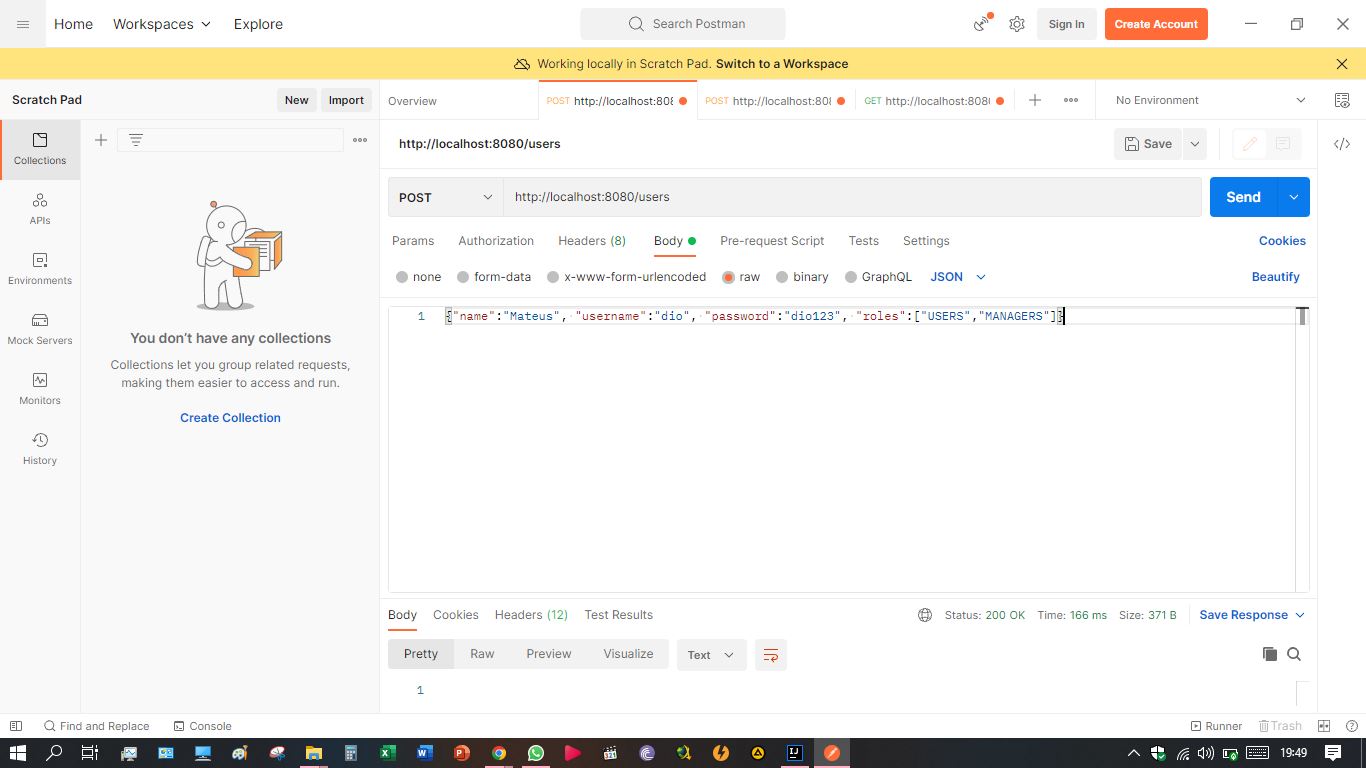 Home Workspaces Explore Search Postman Sign In Create Account
Working locally in Scratch Pad. Switch to a Workspace
Scratch Pad New Import
Overview POST http://localhost:808 POST http://localhost:808 GET http://localhost:8080 No Environment
Collections
APIs
Environments
Mock Servers
Monitors
History
You don't have any collections
Collections let you group related requests,
making them easier to access and run.
Create Collection
http://localhost:8080/users Save
POST http://localhost:8080/users Send
Params Authorization Headers (8) Body Pre-request Script Tests Settings Cookies
none form-data x-www-form-urlencoded raw binary GraphQL JSON Beautify
1 {"name":"Mateus", "username":"dio", "password":"dio123", "roles":["USERS","MANAGERS"]}
Body Cookies Headers (12) Test Results Status: 200 OK Time: 166 ms Size: 371 B Save Response
Pretty Raw Preview Visualize Text
1
Find and Replace Console Runner Trash
19:49